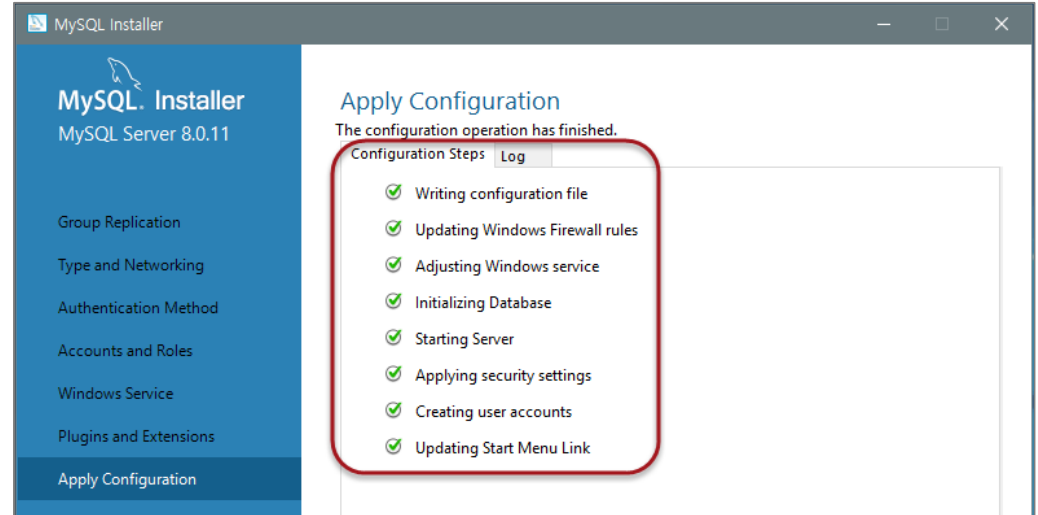 MySQL Installer
MySQL. Installer
MySQL Server 8.0.11
Group Replication
Type and Networking
Authentication Method
Accounts and Roles
Windows Service
Plugins and Extensions
Apply Configuration
Apply Configuration
The configuration operation has finished.
Configuration Steps Log
Writing configuration file
Updating Windows Firewall rules
Adjusting Windows service
Initializing Database
Starting Server
Applying security settings
Creating user accounts
Updating Start Menu Link